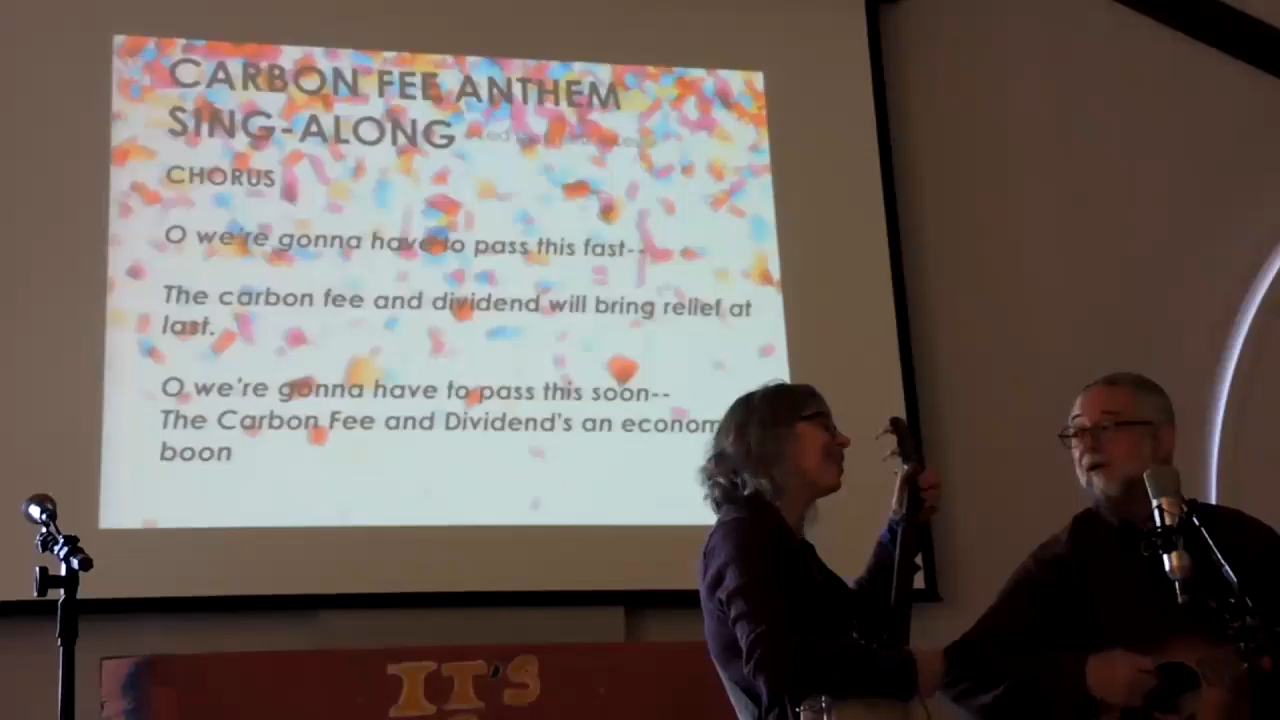 CARBON FEE ANTHEM
SING-ALONG
CHORUS
O we're gonna have to pass this fast--
The carbon fee and dividend will bring relief at
last.
O we're gonna have to pass this soon--
The Carbon Fee and Dividend's an econom
boon
IT'S